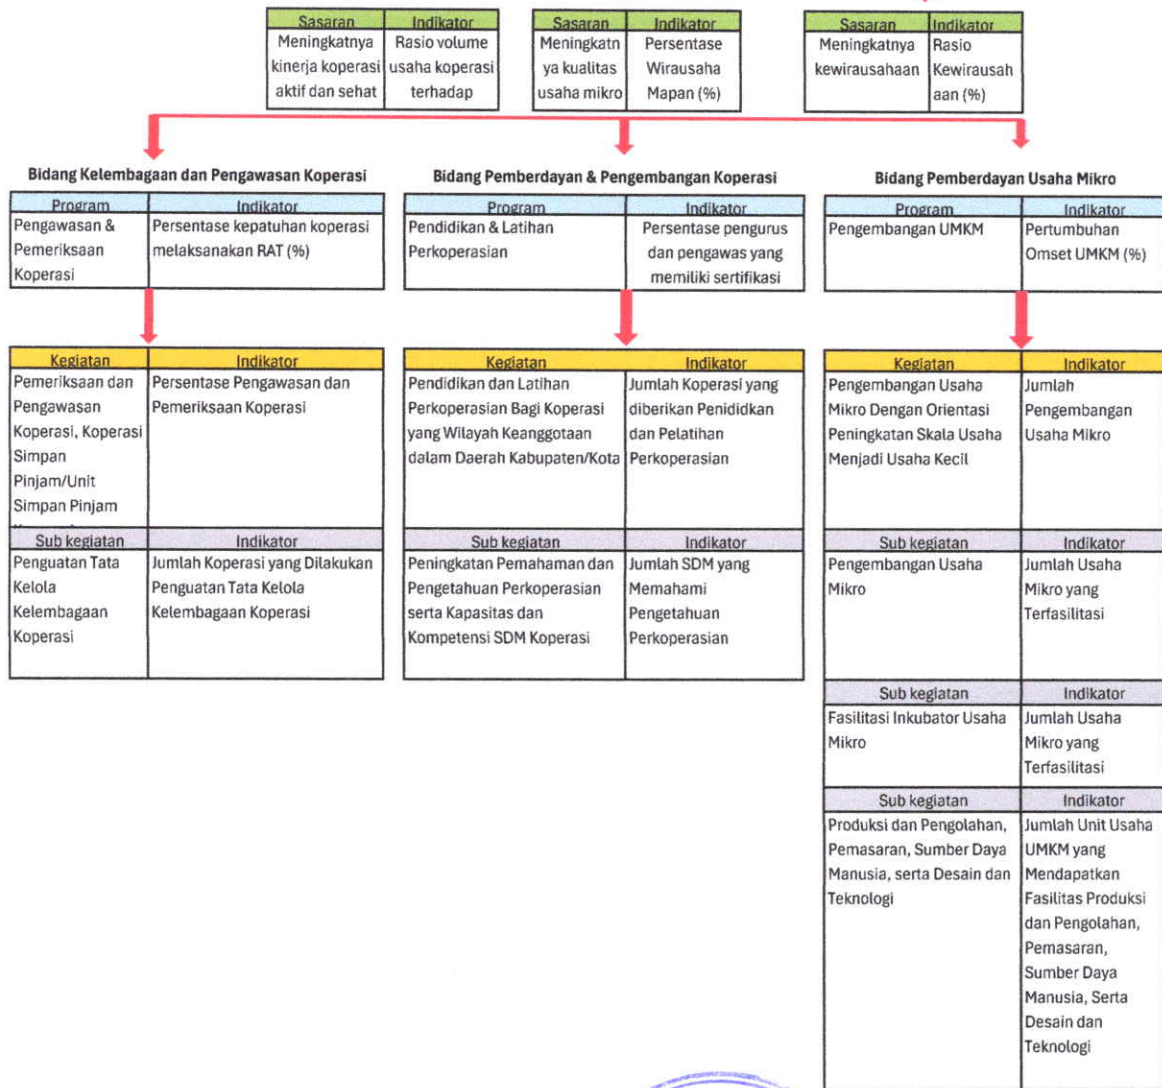 Sasaran Indikator
Meningkatnya
kinerja koperasi
aktif dan sehat
Rasio volume
usaha koperasi
terhadap
Sasaran Indikator
Meningkatn
ya kualitas
usaha mikro
Persentase
Wirausaha
Mapan (%)
Sasaran Indikator
Meningkatnya
kewirausahaan
Rasio
Kewirausah
aan (%)
Bidang Kelembagaan dan Pengawasan Koperasi
Program Indikator
Pengawasan &
Pemeriksaan
Koperasi
Persentase kepatuhan koperasi
melaksanakan RAT (%)
Kegiatan Indikator
Pemeriksaan dan
Pengawasan
Koperasi, Koperasi
Simpan
Pinjam/Unit
Simpan Pinjam
Persentase Pengawasan dan
Pemeriksaan Koperasi
Sub kegiatan Indikator
Penguatan Tata
Kelola
Kelembagaan
Koperasi
Jumlah Koperasi yang Dilakukan
Penguatan Tata Kelola
Kelembagaan Koperasi
Bidang Pemberdayan & Pengembangan Koperasi
Program Indikator
Pendidikan & Latihan
Perkoperasian
Persentase pengurus
dan pengawas yang
memiliki sertifikasi
Kegiatan Indikator
Pendidikan dan Latihan
Perkoperasian Bagi Koperasi
yang Wilayah Keanggotaan
dalam Daerah Kabupaten/Kota
Jumlah Koperasi yang
diberikan Penididkan
dan Pelatihan
Perkoperasian
Sub kegiatan Indikator
Peningkatan Pemahaman dan
Pengetahuan Perkoperasian
serta Kapasitas dan
Kompetensi SDM Koperasi
Jumlah SDM yang
Memahami
Pengetahuan
Perkoperasian
Bidang Pemberdayan Usaha Mikro
Program Indikator
Pengembangan UMKM
Pertumbuhan
Omset UMKM (%)
Kegiatan Indikator
Pengembangan Usaha
Mikro Dengan Orientasi
Peningkatan Skala Usaha
Menjadi Usaha Kecil
Jumlah
Pengembangan
Usaha Mikro
Sub kegiatan Indikator
Pengembangan Usaha
Mikro
Jumlah Usaha
Mikro yang
Terfasilitasi
Sub kegiatan Indikator
Fasilitasi Inkubator Usaha
Mikro
Jumlah Usaha
Mikro yang
Terfasilitasi
Sub kegiatan Indikator
Produksi dan Pengolahan,
Pemasaran, Sumber Daya
Manusia, serta Desain dan
Teknologi
Jumlah Unit Usaha
UMKM yang
Mendapatkan
Fasilitas Produksi
dan Pengolahan,
Pemasaran,
Sumber Daya
Manusia, Serta
Desain dan
Teknologi